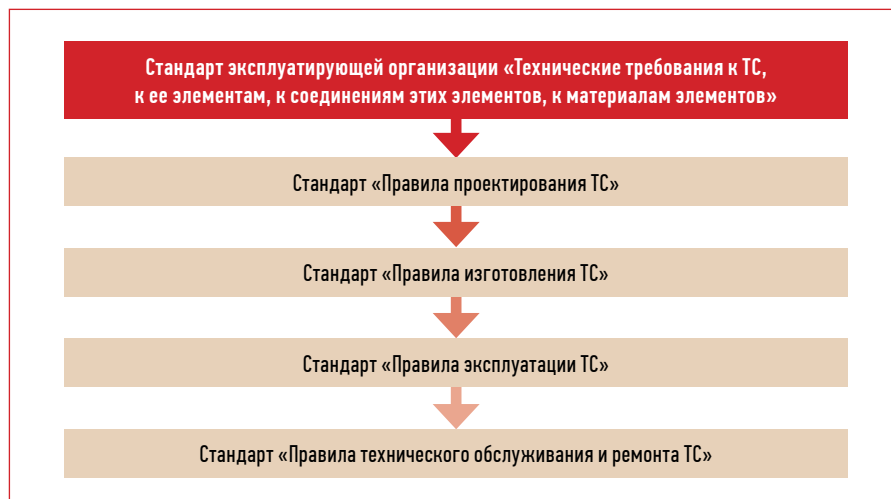 Стандарт эксплуатирующей организации «Технические требования к ТС,
к ее элементам, к соединениям этих элементов, к материалам элементов»
Стандарт «Правила проектирования ТС»
Стандарт «Правила изготовления ТС»
Стандарт «Правила эксплуатации ТС»
Стандарт «Правила технического обслуживания и ремонта ТС»